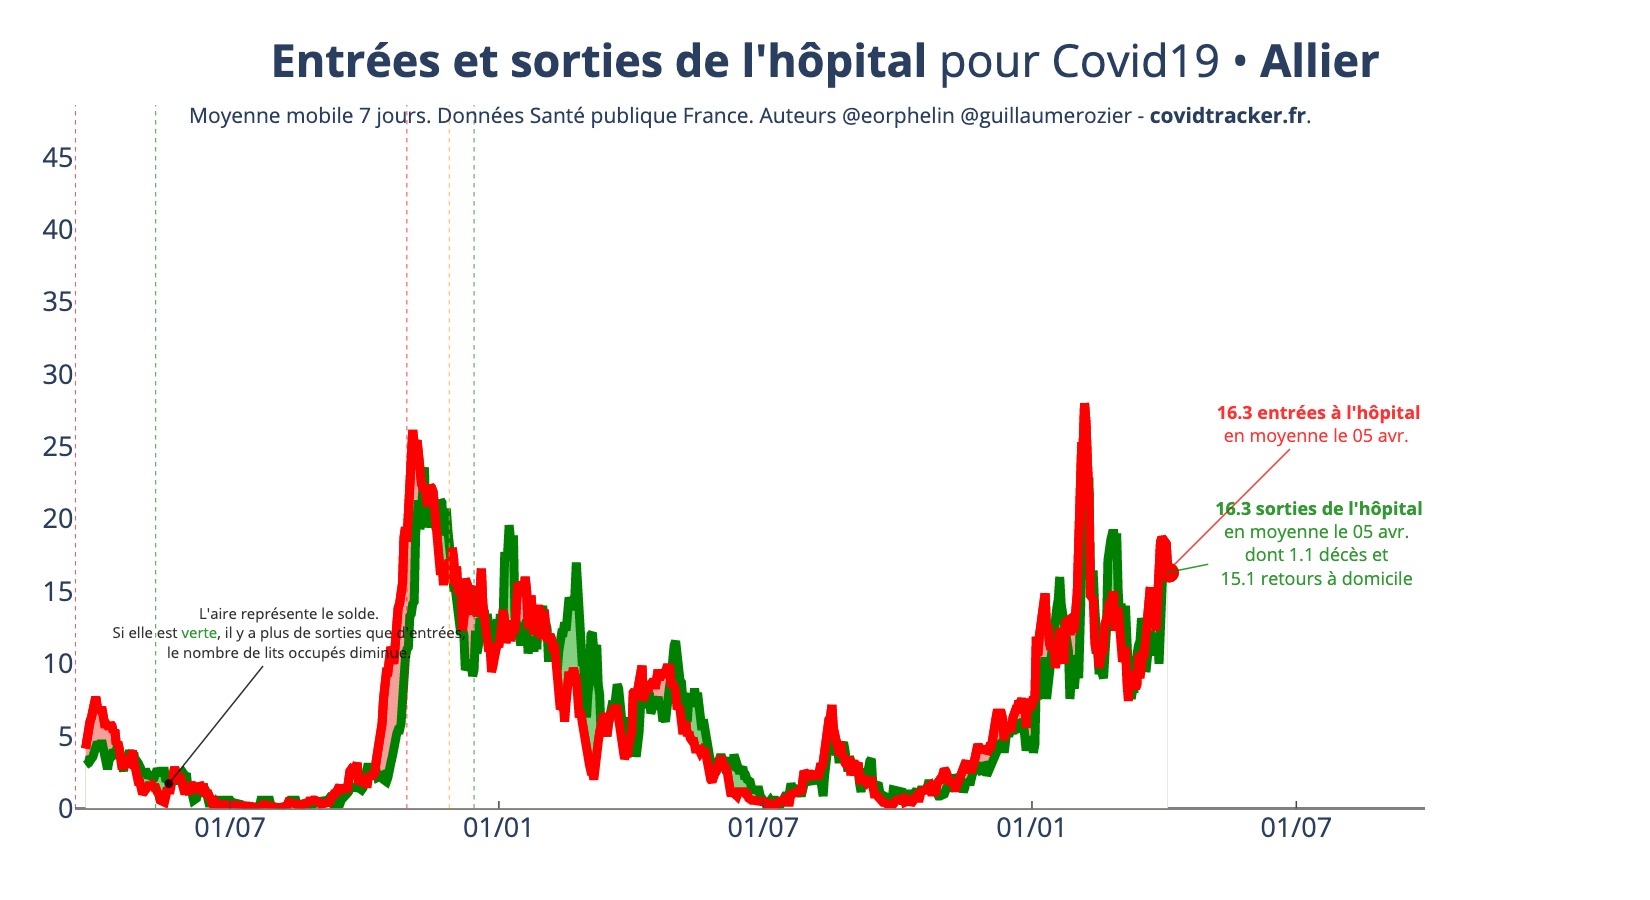 Entrées et sorties de l'hôpital pour Covid19 • Allier
Moyenne mobile 7 jours. Données Santé publique France. Auteurs @eorphelin @guillaumerozier - covidtracker.fr.
45
40
35
30
25
20
15
10
5
0
16.3 entrées à l'hôpital
en moyenne le 05 avr.
16.3 sorties de l'hôpital
en moyenne le 05 avr.
dont 1.1 décès et
15.1 retours à domicile
L'aire représente le solde.
Si elle est verte, il y a plus de sorties que d'entrées,
le nombre de lits occupés diminue.
01/07
01/01
01/07
01/01
01/07